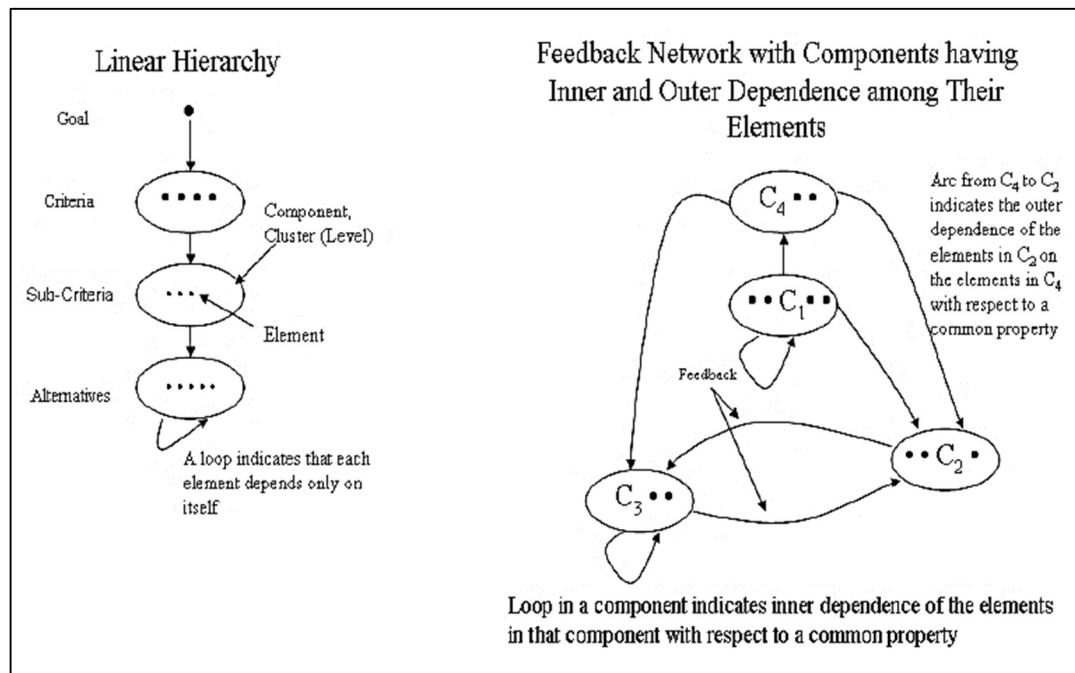 Linear Hierarchy
Goal
Criteria
Component,
Cluster (Level)
Sub-Criteria
Element
Alternatives
A loop indicates that each
element depends only on
itself
Feedback Network with Components having
Inner and Outer Dependence among Their
Elements
C4
Arc from C4 to C2
indicates the outer
dependence of the
elements in C2 on
the elements in C4
with respect to a
common property
C1
Feedback
C2
C3
Loop in a component indicates inner dependence of the elements
in that component with respect to a common property